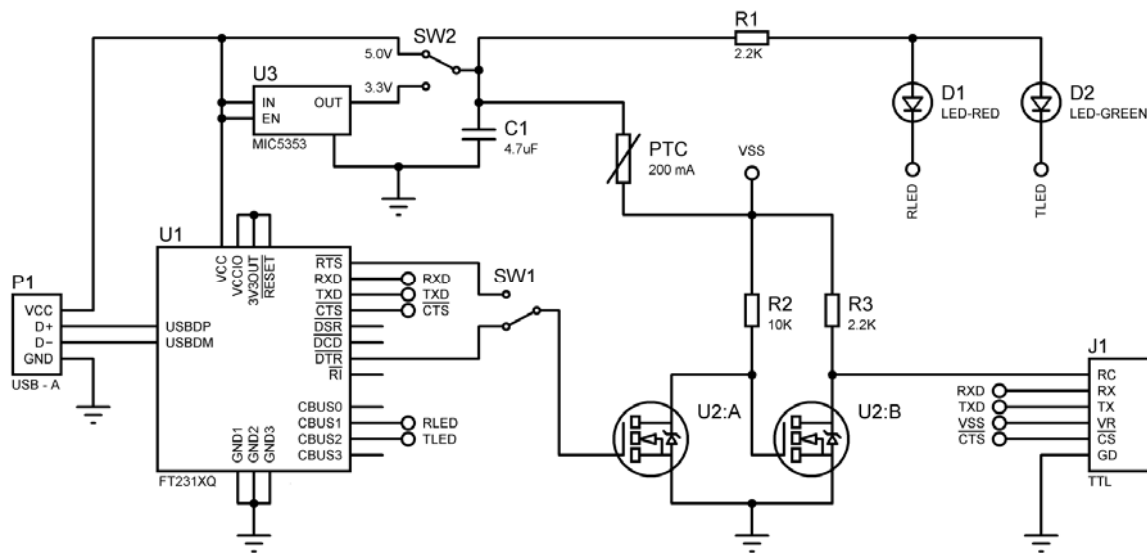 R1
2.2K
SW2
5.0V
3.3V
U3
IN
EN
OUT
MIC5353
C1
4.7uF
PTC
200 mA
VSS
D1
LED-RED
D2
LED-GREEN
RLED
TLED
U1
VCC
VCCIO
3V3OUT
RESET
P1
VCC
D+
D−
GND
USB - A
USBDP
USBDM
RTS
RXD
TXD
CTS
DSR
DCD
DTR
RI
CBUS0
CBUS1
CBUS2
CBUS3
GND1
GND2
GND3
FT231XQ
RXD
TXD
CTS
RLED
TLED
SW1
R2
10K
R3
2.2K
U2:A
U2:B
J1
RXD
TXD
VSS
CTS
RC
RX
TX
VR
CS
GD
TTL